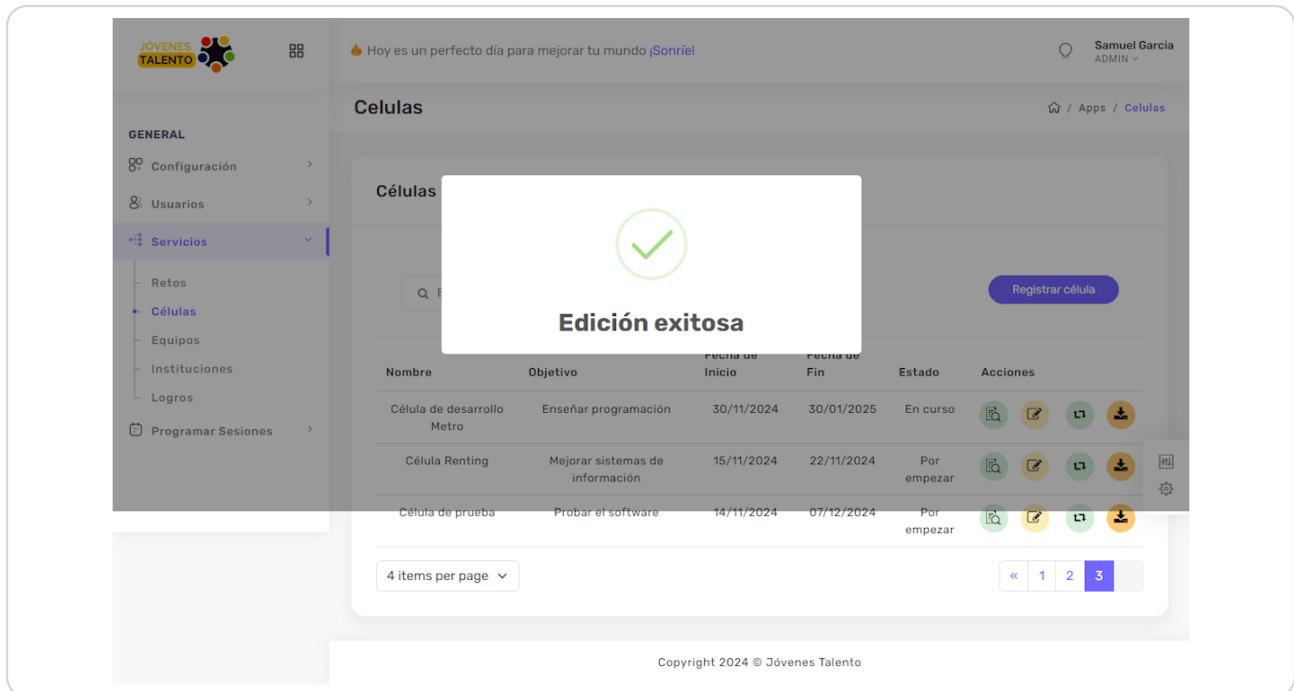 JÓVENES
TALENTO
Hoy es un perfecto día para mejorar tu mundo ¡Sonríe!
Samuel Garcia
ADMIN
Celulas
/ Apps / Celulas
GENERAL
Configuración
Usuarios
Servicios
Retos
Células
Equipos
Instituciones
Logros
Programar Sesiones
Células
Edición exitosa
Registrar célula
Nombre Objetivo Fecha de Inicio Fecha de Fin Estado Acciones
Célula de desarrollo Enseñar programación 30/11/2024 30/01/2025 En curso
Metro
Célula Renting Mejorar sistemas de 15/11/2024 22/11/2024 Por
información empezar
Célula de prueba Probar el software 14/11/2024 07/12/2024 Por
empezar
4 items per page
« 1 2 3
Copyright 2024 © Jóvenes Talento